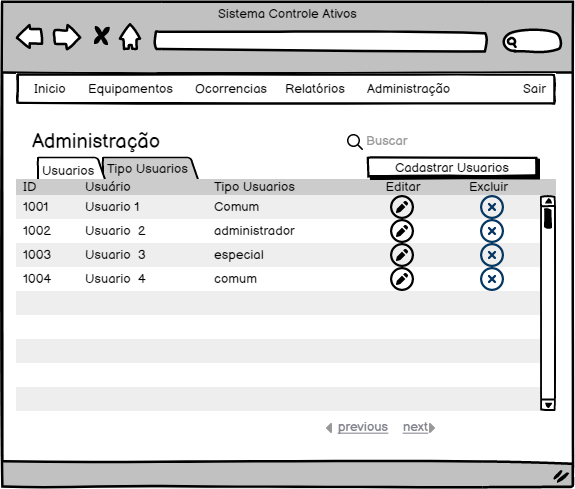 Sistema Controle Ativos
Inicio Equipamentos Ocorrencias Relatórios Administração Sair
Administração Buscar
Usuarios Tipo Usuarios Cadastrar Usuarios
ID Usuário Tipo Usuarios Editar Excluir
1001 Usuario 1 Comum
1002 Usuario 2 administrador
1003 Usuario 3 especial
1004 Usuario 4 comum
previous next